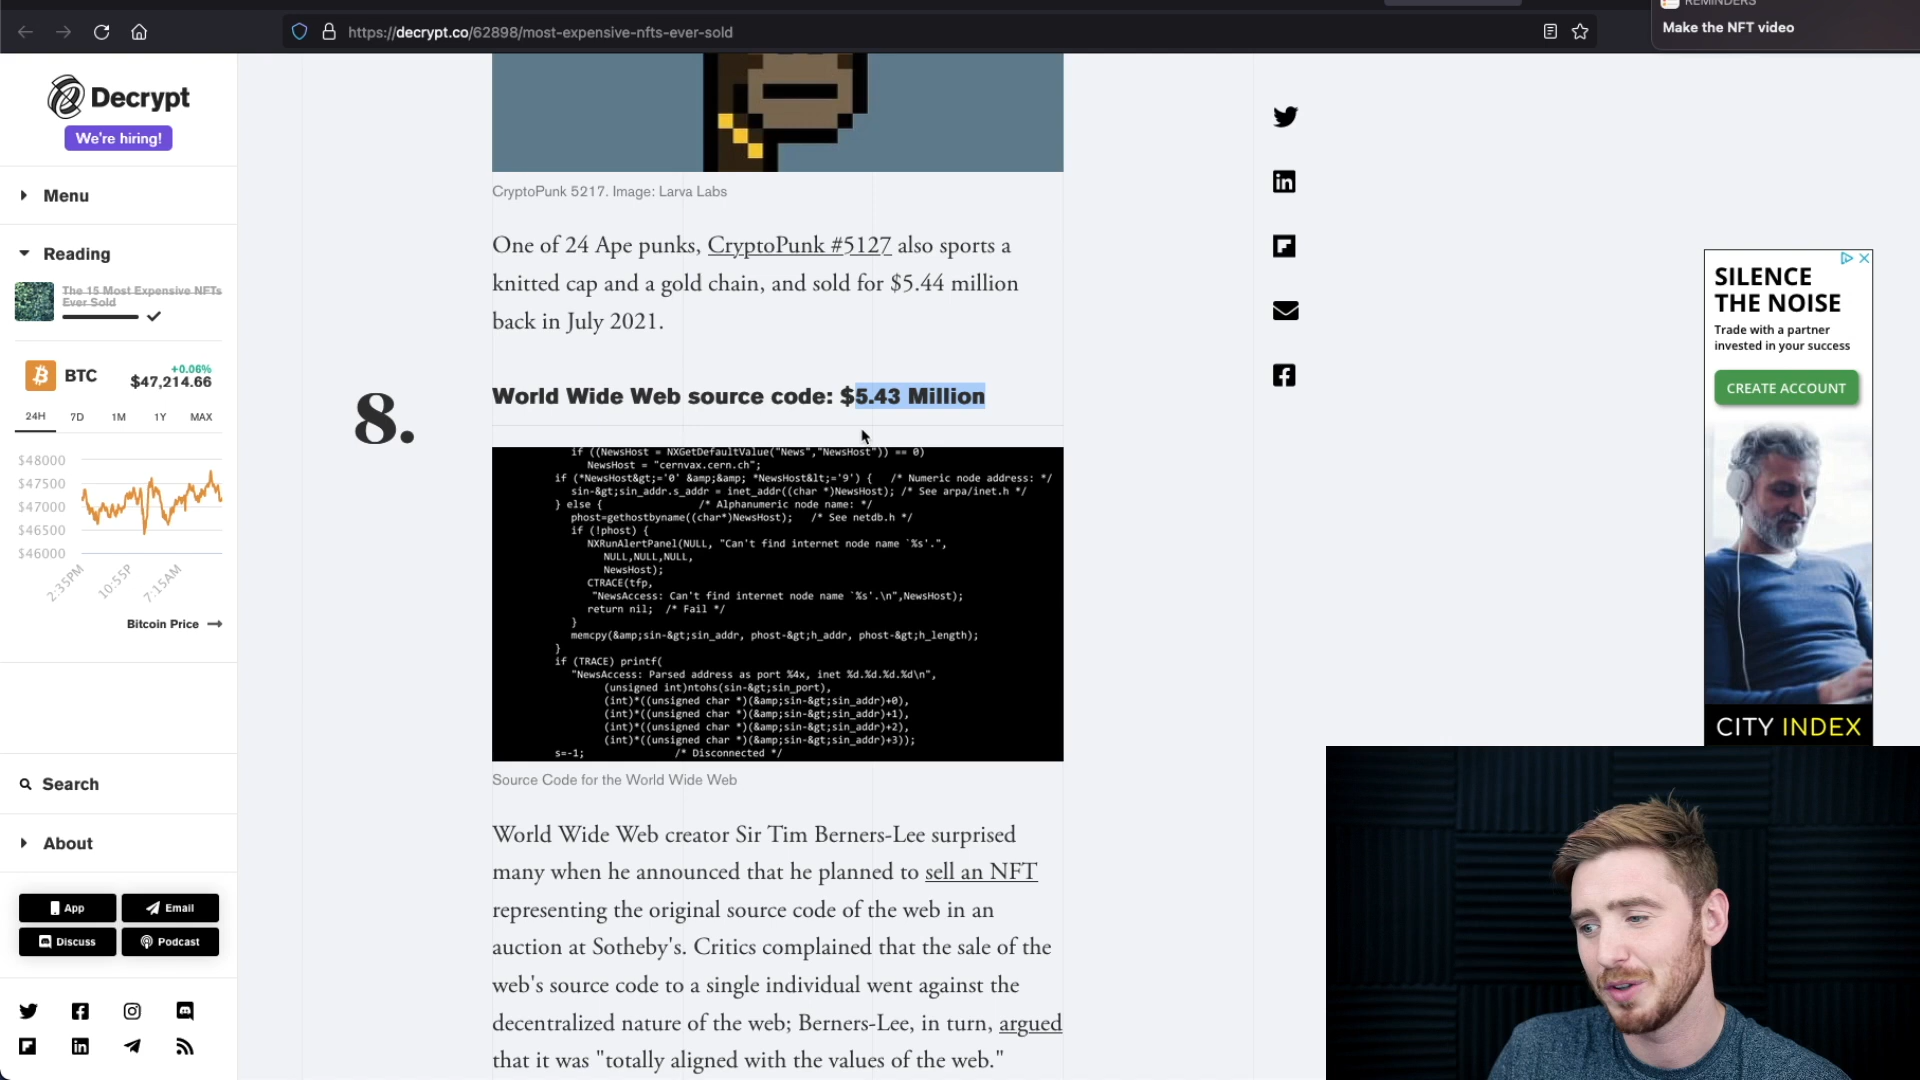 https://decrypt.co/62898/most-expensive-nfts-ever-sold
REMINDERS
Make the NFT video
Decrypt
We're hiring!
Menu
Reading
The 15 Most Expensive NFTs
Ever Sold
BTC
+0.06%
$47,214.66
24H 7D 1M 1Y MAX
$48000
$47500
$47000
$46500
$46000
2:35PM 10:55P 7:15AM
Bitcoin Price
Search
About
App
Email
Discuss
Podcast
CryptoPunk 5217. Image: Larva Labs
One of 24 Ape punks, CryptoPunk #5127 also sports a
knitted cap and a gold chain, and sold for $5.44 million
back in July 2021.
8.
World Wide Web source code: $5.43 Million
if ((NewsHost = NXGetDefaultValue("News","NewsHost")) == 0)
NewsHost = "cernvax.cern.ch";
if (*NewsHost&gt;='0' &amp;&amp; *NewsHost&lt;='9') { /* Numeric node address: */
sin-&gt;sin_addr.s_addr = inet_addr((char *)NewsHost); /* See arpa/inet.h */
} else { /* Alphanumeric node name: */
phost=gethostbyname((char*)NewsHost); /* See netdb.h */
if (!phost) {
NXRunAlertPanel(NULL, "Can't find internet node name `%s'.",
NULL,NULL,NULL,
NewsHost);
CTRACE(tfp,
"NewsAccess: Can't find internet node name `%s'.\n",NewsHost);
return nil; /* Fail */
}
memcpy(&amp;sin-&gt;sin_addr, phost-&gt;h_addr, phost-&gt;h_length);
}
if (TRACE) printf(
"NewsAccess: Parsed address as port %4x, inet %d.%d.%d.%d\n",
(unsigned int)ntohs(sin-&gt;sin_port),
(int)*((unsigned char *)(&amp;sin-&gt;sin_addr)+0),
(int)*((unsigned char *)(&amp;sin-&gt;sin_addr)+1),
(int)*((unsigned char *)(&amp;sin-&gt;sin_addr)+2),
(int)*((unsigned char *)(&amp;sin-&gt;sin_addr)+3));
s=-1; /* Disconnected */
Source Code for the World Wide Web
World Wide Web creator Sir Tim Berners-Lee surprised
many when he announced that he planned to sell an NFT
representing the original source code of the web in an
auction at Sotheby's. Critics complained that the sale of the
web's source code to a single individual went against the
decentralized nature of the web; Berners-Lee, in turn, argued
that it was "totally aligned with the values of the web."
SILENCE
THE NOISE
Trade with a partner
invested in your success
CREATE ACCOUNT
CITY INDEX